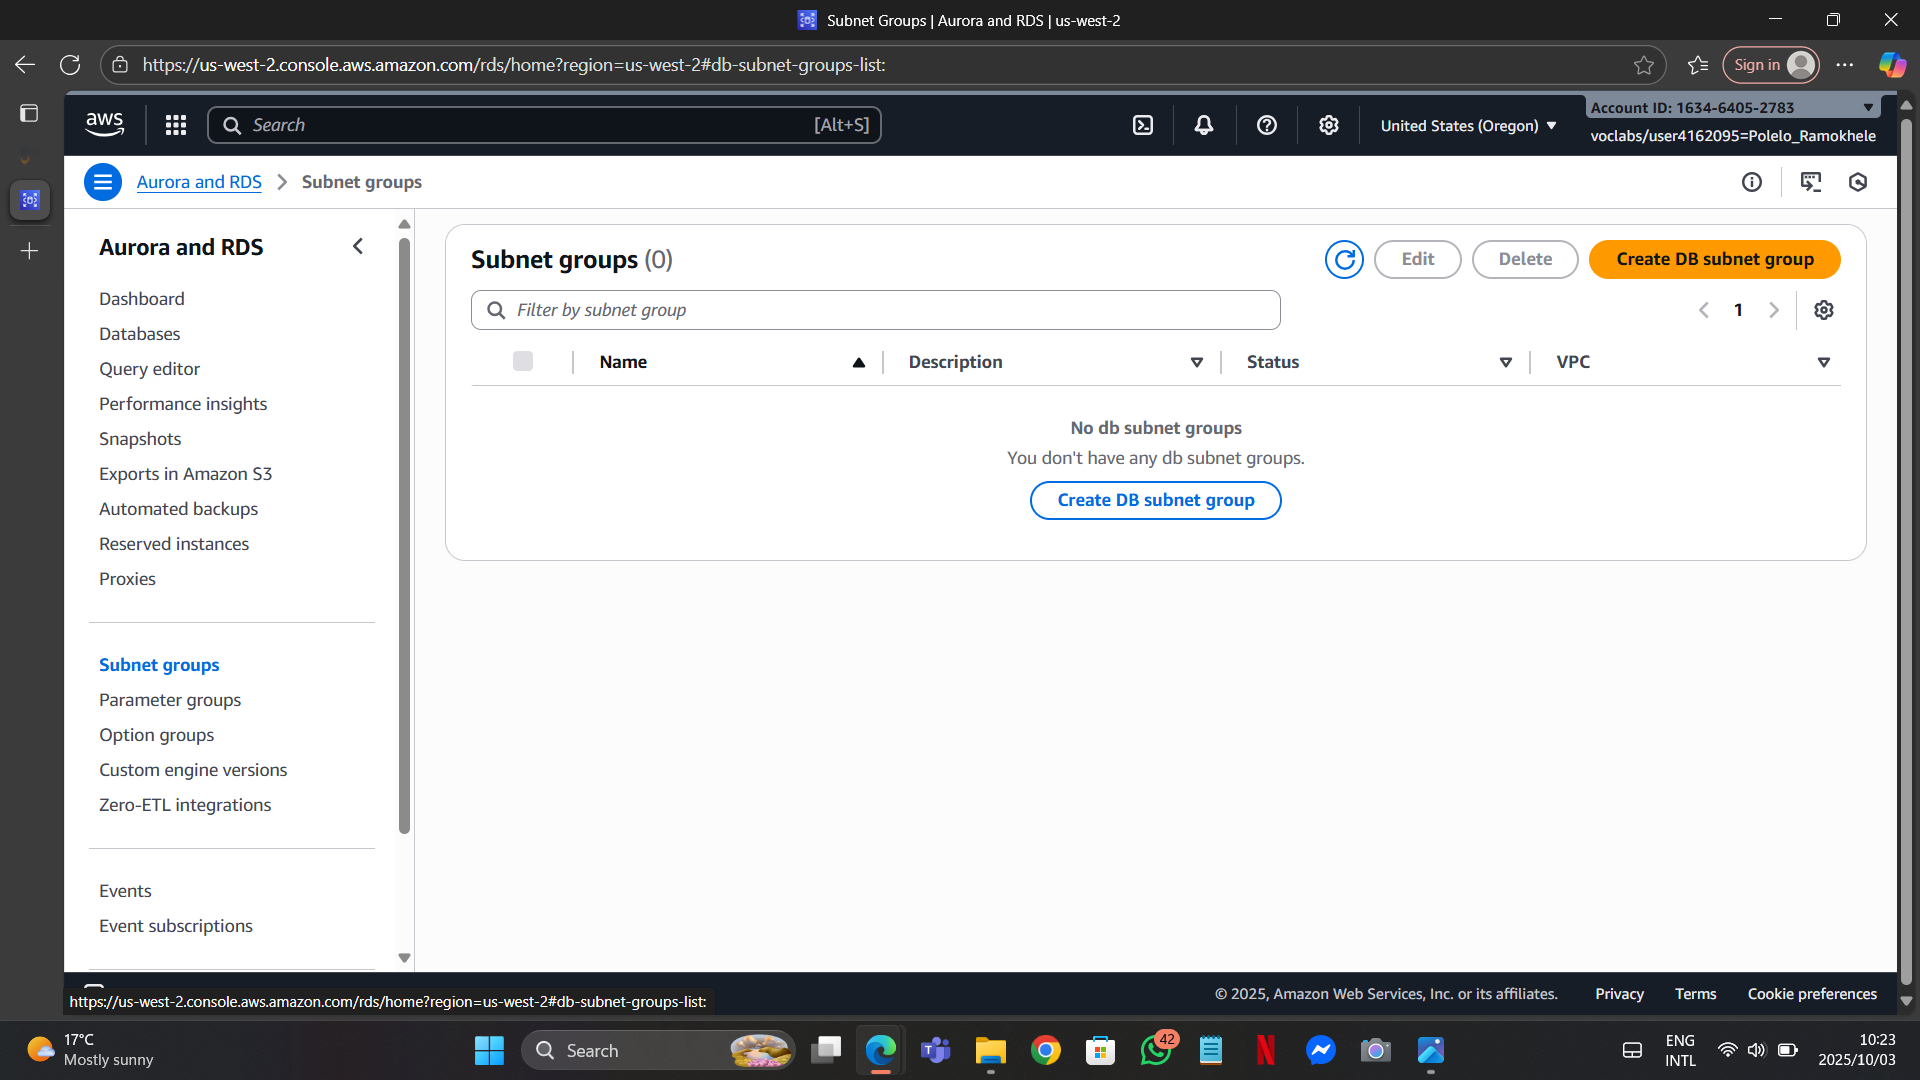 Subnet Groups | Aurora and RDS | us-west-2
https://us-west-2.console.aws.amazon.com/rds/home?region=us-west-2#db-subnet-groups-list:
Sign in
aws
Search
[Alt+S]
United States (Oregon)
Account ID: 1634-6405-2783
voclabs/user4162095=Polelo_Ramokhele
Aurora and RDS
Subnet groups
Aurora and RDS
Dashboard
Databases
Query editor
Performance insights
Snapshots
Exports in Amazon S3
Automated backups
Reserved instances
Proxies
Subnet groups
Parameter groups
Option groups
Custom engine versions
Zero-ETL integrations
Events
Event subscriptions
Subnet groups (0)
Edit
Delete
Create DB subnet group
Filter by subnet group
1
Name
Description
Status
VPC
No db subnet groups
You don't have any db subnet groups.
Create DB subnet group
https://us-west-2.console.aws.amazon.com/rds/home?region=us-west-2#db-subnet-groups-list:
© 2025, Amazon Web Services, Inc. or its affiliates.
Privacy
Terms
Cookie preferences
17°C
Mostly sunny
Search
42
ENG
INTL
10:23
2025/10/03